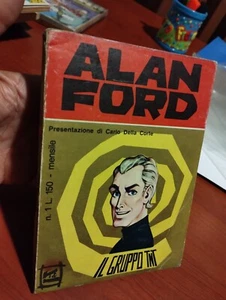 ALAN
FORD
Presentazione di Carlo Della Corte
n. 1 L. 150 - mensile
IL GRUPPO TNT